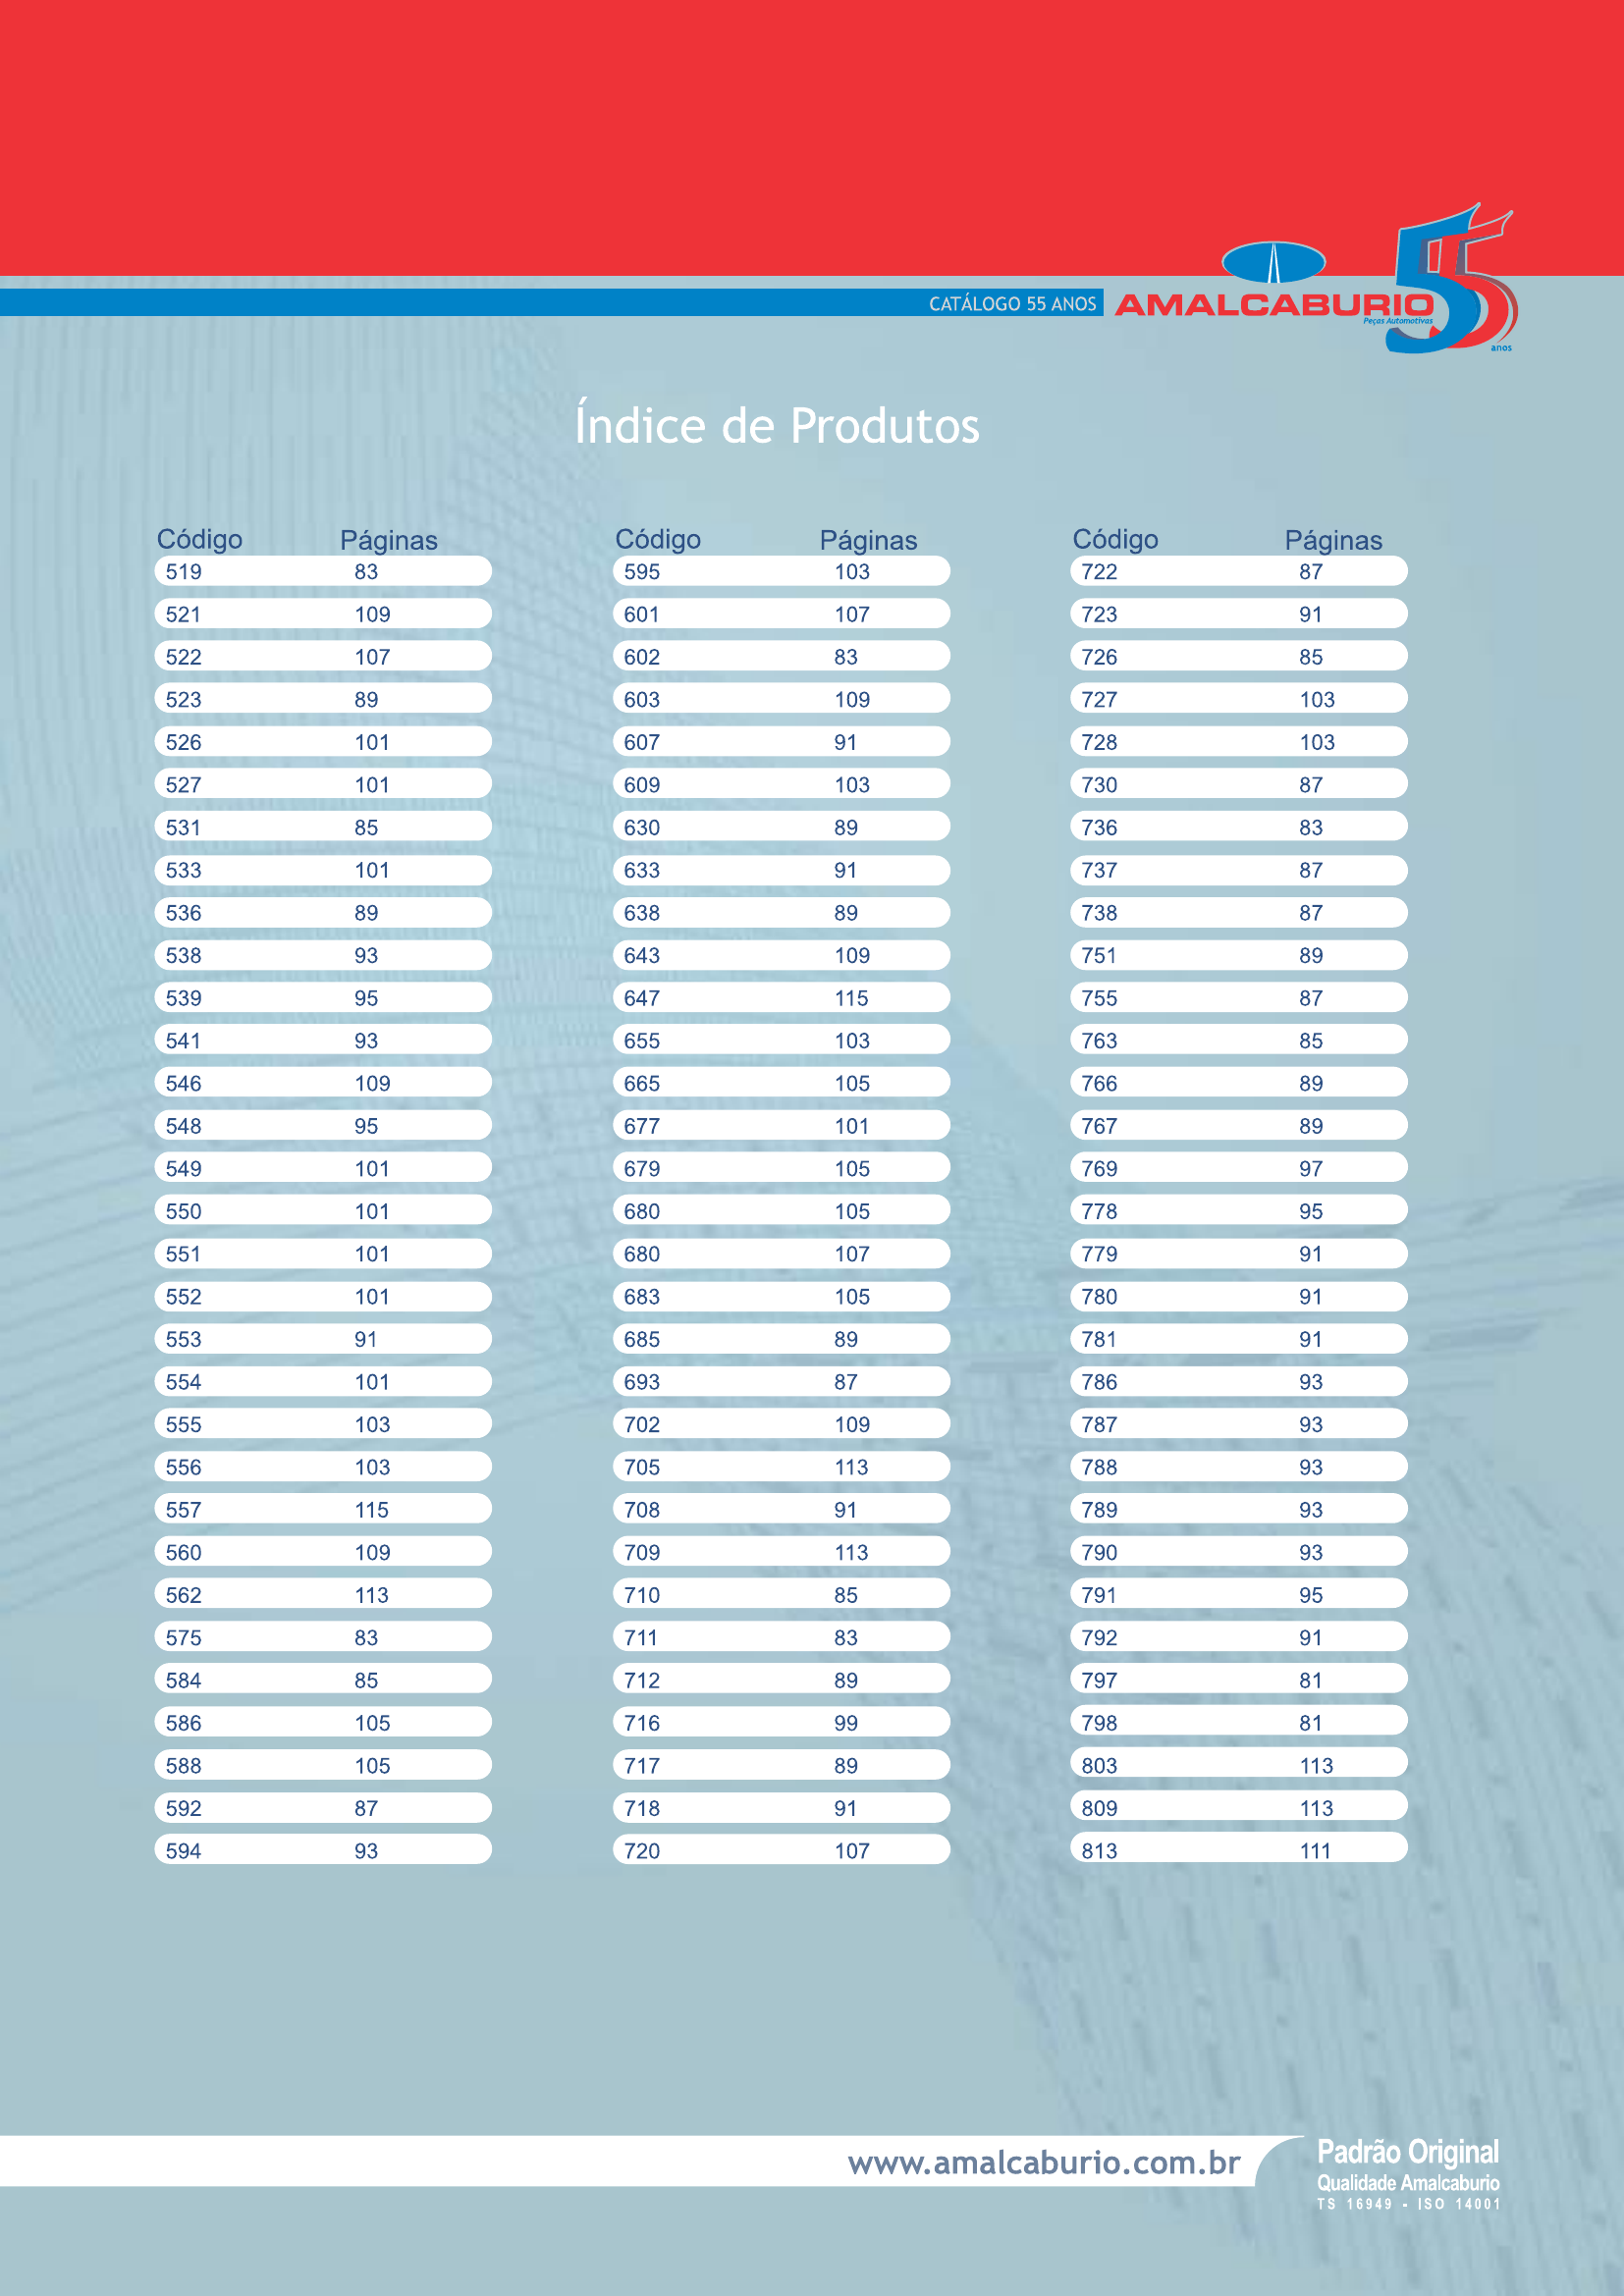 CATÁLOGO 55 ANOS
AMALCABURIO 55
Peças Automotivas
anos
Índice de Produtos
Código Páginas Código Páginas Código Páginas
519 83 595 103 722 87
521 109 601 107 723 91
522 107 602 83 726 85
523 89 603 109 727 103
526 101 607 91 728 103
527 101 609 103 730 87
531 85 630 89 736 83
533 101 633 91 737 87
536 89 638 89 738 87
538 93 643 109 751 89
539 95 647 115 755 87
541 93 655 103 763 85
546 109 665 105 766 89
548 95 677 101 767 89
549 101 679 105 769 97
550 101 680 105 778 95
551 101 680 107 779 91
552 101 683 105 780 91
553 91 685 89 781 91
554 101 693 87 786 93
555 103 702 109 787 93
556 103 705 113 788 93
557 115 708 91 789 93
560 109 709 113 790 93
562 113 710 85 791 95
575 83 711 83 792 91
584 85 712 89 797 81
586 105 716 99 798 81
588 105 717 89 803 113
592 87 718 91 809 113
594 93 720 107 813 111
www.amalcaburio.com.br
Padrão Original
Qualidade Amalcaburio
TS 16949 - ISO 14001